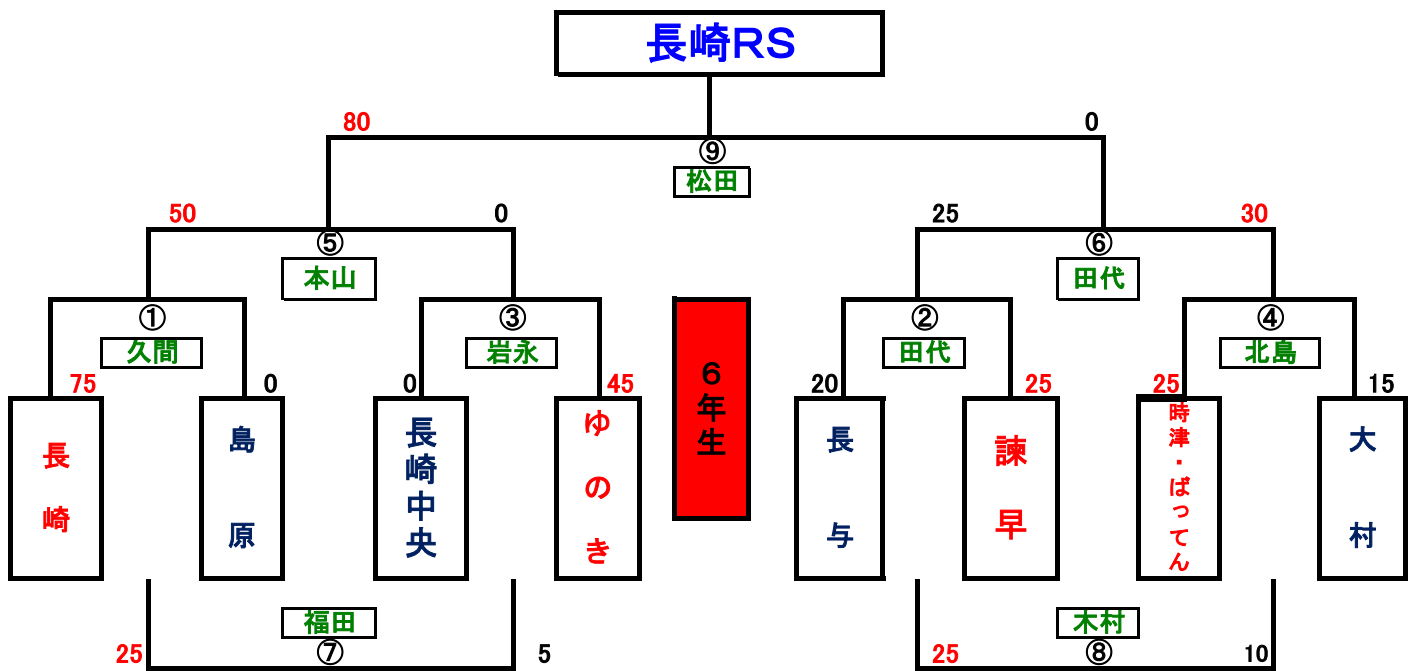 長崎RS
80
0
⑨
松田
50
0
25
30
⑤
本山
⑥
田代
①
久間
③
岩永
6年生
②
田代
④
北島
75
0
0
45
20
25
25
15
長崎
島原
長崎中央
ゆのき
長与
諫早
時津・ばってん
大村
福田
⑦
25
5
木村
⑧
25
10